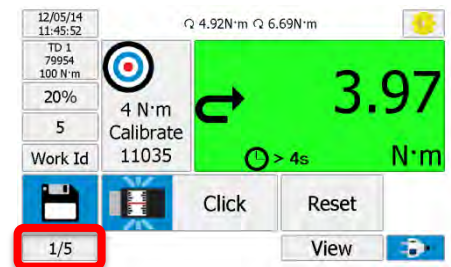 12/05/14
11:45:52
4.92N·m 6.69N·m
TD 1
79954
100 N·m
20%
5
Work Id
4 N·m
Calibrate
11035
3.97
> 4s
N·m
Click
Reset
1/5
View